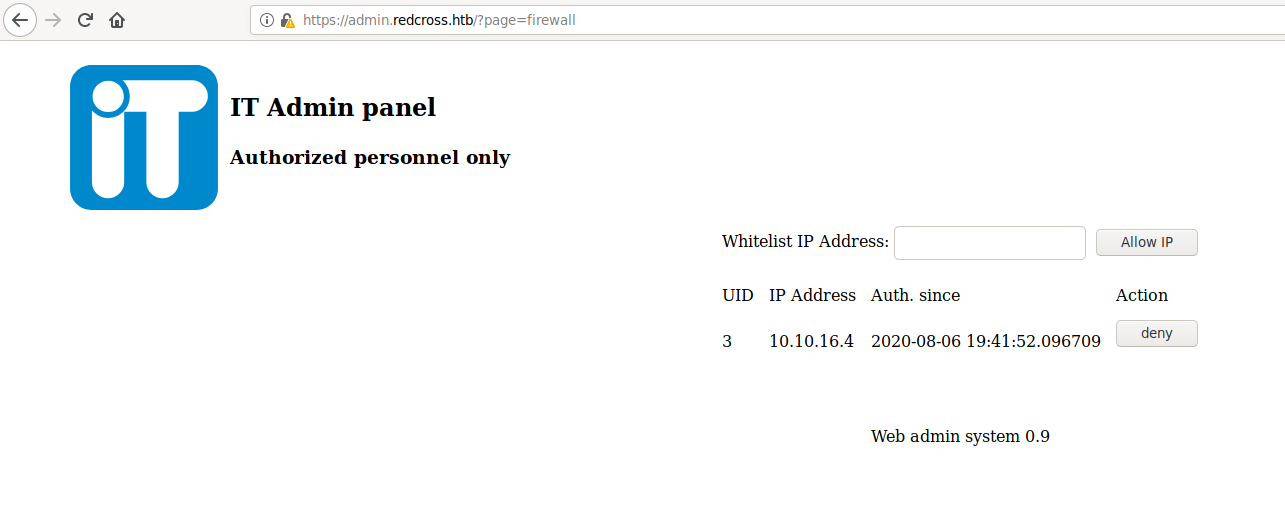 https://admin.redcross.htb/?page=firewall
iT
IT Admin panel
Authorized personnel only
Whitelist IP Address: Allow IP
UID IP Address Auth. since Action
3 10.10.16.4 2020-08-06 19:41:52.096709 deny
Web admin system 0.9